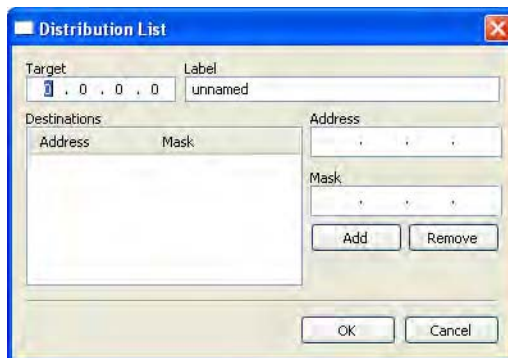 Distribution List
Target Label
0 . 0 . 0 . 0 unnamed
Destinations Address
Address Mask
. . .
Mask
. . .
Add Remove
OK Cancel